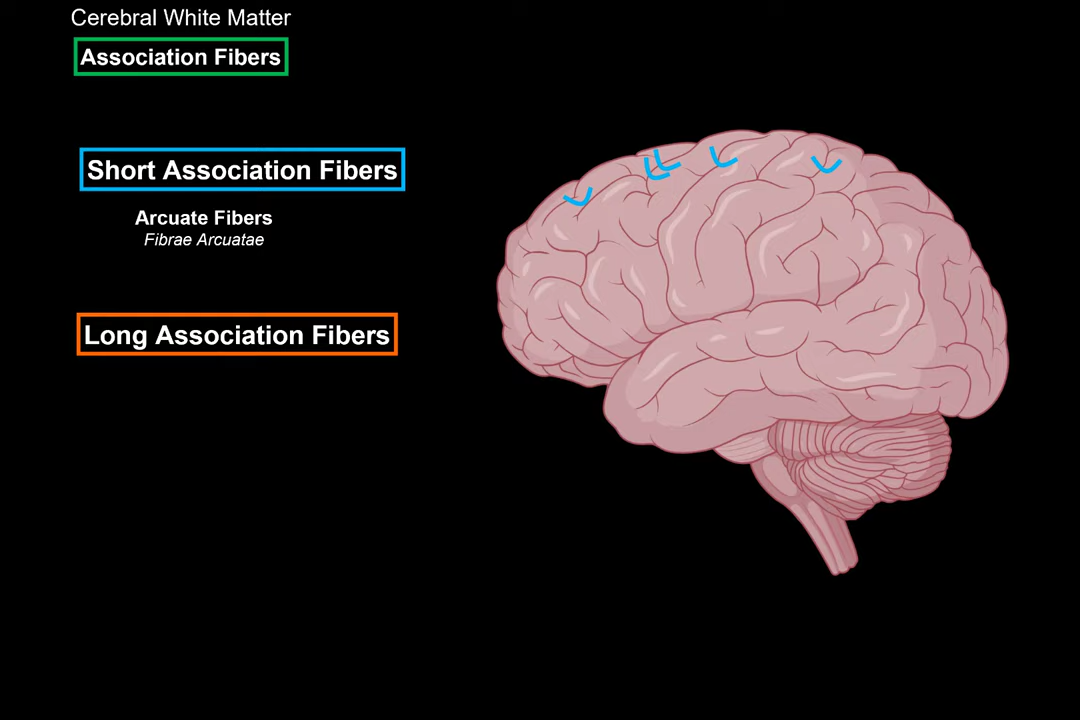 Cerebral White Matter
Association Fibers
Short Association Fibers
Arcuate Fibers
Fibrae Arcuatae
Long Association Fibers